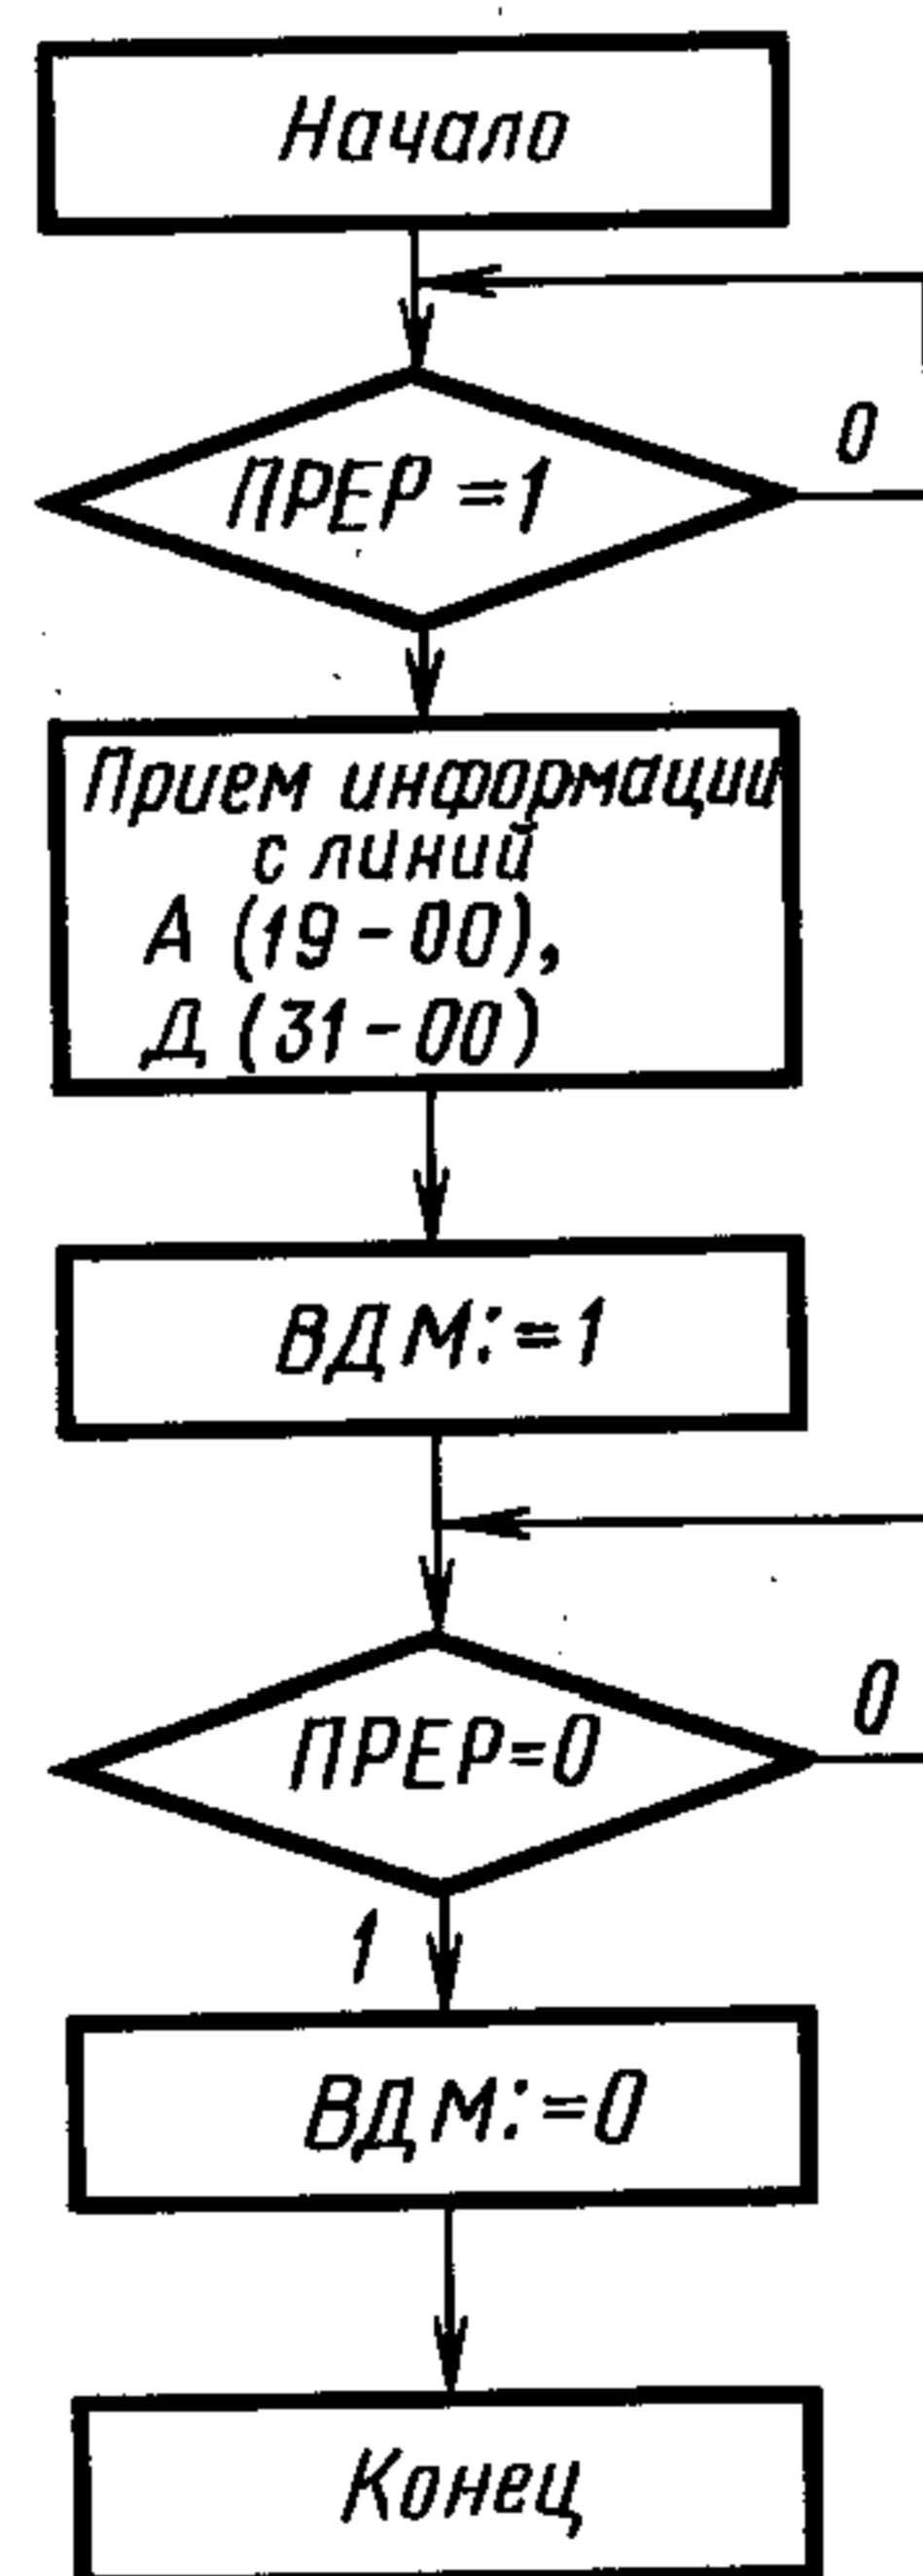 Начало
ПРЕР =1
0
Прием информации
с линий
А (19-00),
Д (31-00)
ВДМ:=1
ПРЕР=0
0
1
ВДМ:=0
Конец